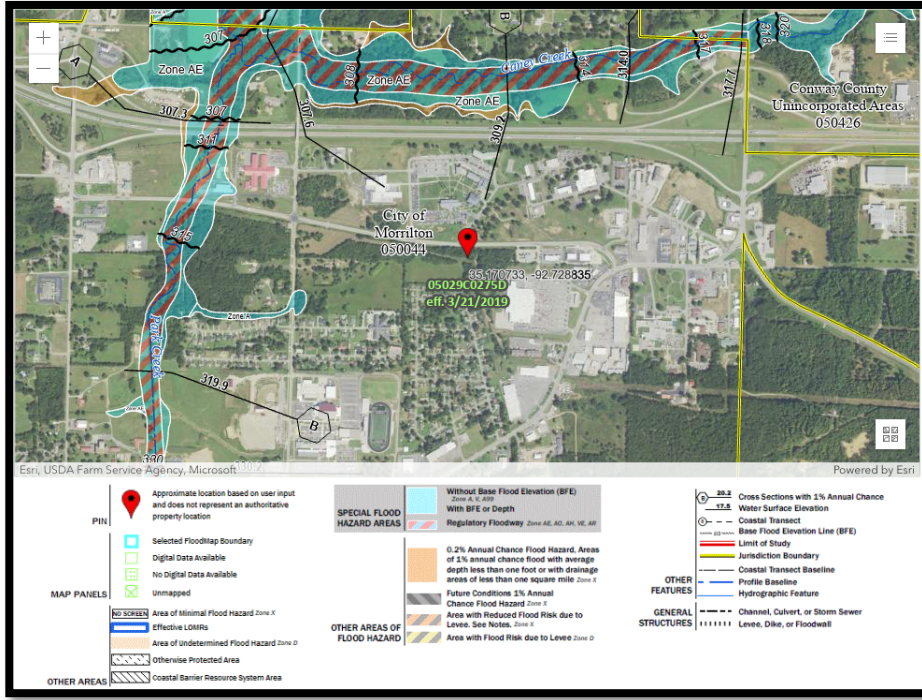 307
308
Zone AE
Zone AE
Caney Creek
314
314.0
317
318
320
A
B
307.3
307
307.6
309.2
317.7
Conway County
Unincorporated Areas
050426
311
315
City of
Morrilton
050044
35.170733, -92.728835
05029C0275D
eff. 3/21/2019
Zone A
Park Creek
319.9
B
Zone AE
330
330.2
Esri, USDA Farm Service Agency, Microsoft
Powered by Esri
PIN
Approximate location based on user input
and does not represent an authoritative
property location
MAP PANELS
Selected FloodMap Boundary
Digital Data Available
No Digital Data Available
Unmapped
OTHER AREAS
NO SCREEN
Area of Minimal Flood Hazard Zone X
Effective LOMRs
Area of Undetermined Flood Hazard Zone D
Otherwise Protected Area
Coastal Barrier Resource System Area
SPECIAL FLOOD
HAZARD AREAS
Without Base Flood Elevation (BFE)
Zone A, V, A99
With BFE or Depth
Regulatory Floodway Zone AE, AO, AH, VE, AR
OTHER AREAS OF
FLOOD HAZARD
0.2% Annual Chance Flood Hazard, Areas
of 1% annual chance flood with average
depth less than one foot or with drainage
areas of less than one square mile Zone X
Future Conditions 1% Annual
Chance Flood Hazard Zone X
Area with Reduced Flood Risk due to
Levee. See Notes. Zone X
Area with Flood Risk due to Levee Zone D
OTHER
FEATURES
B 20.2
Cross Sections with 1% Annual Chance
17.5
Water Surface Elevation
Coastal Transect
Base Flood Elevation Line (BFE)
Limit of Study
Jurisdiction Boundary
Coastal Transect Baseline
Profile Baseline
Hydrographic Feature
GENERAL
STRUCTURES
Channel, Culvert, or Storm Sewer
Levee, Dike, or Floodwall